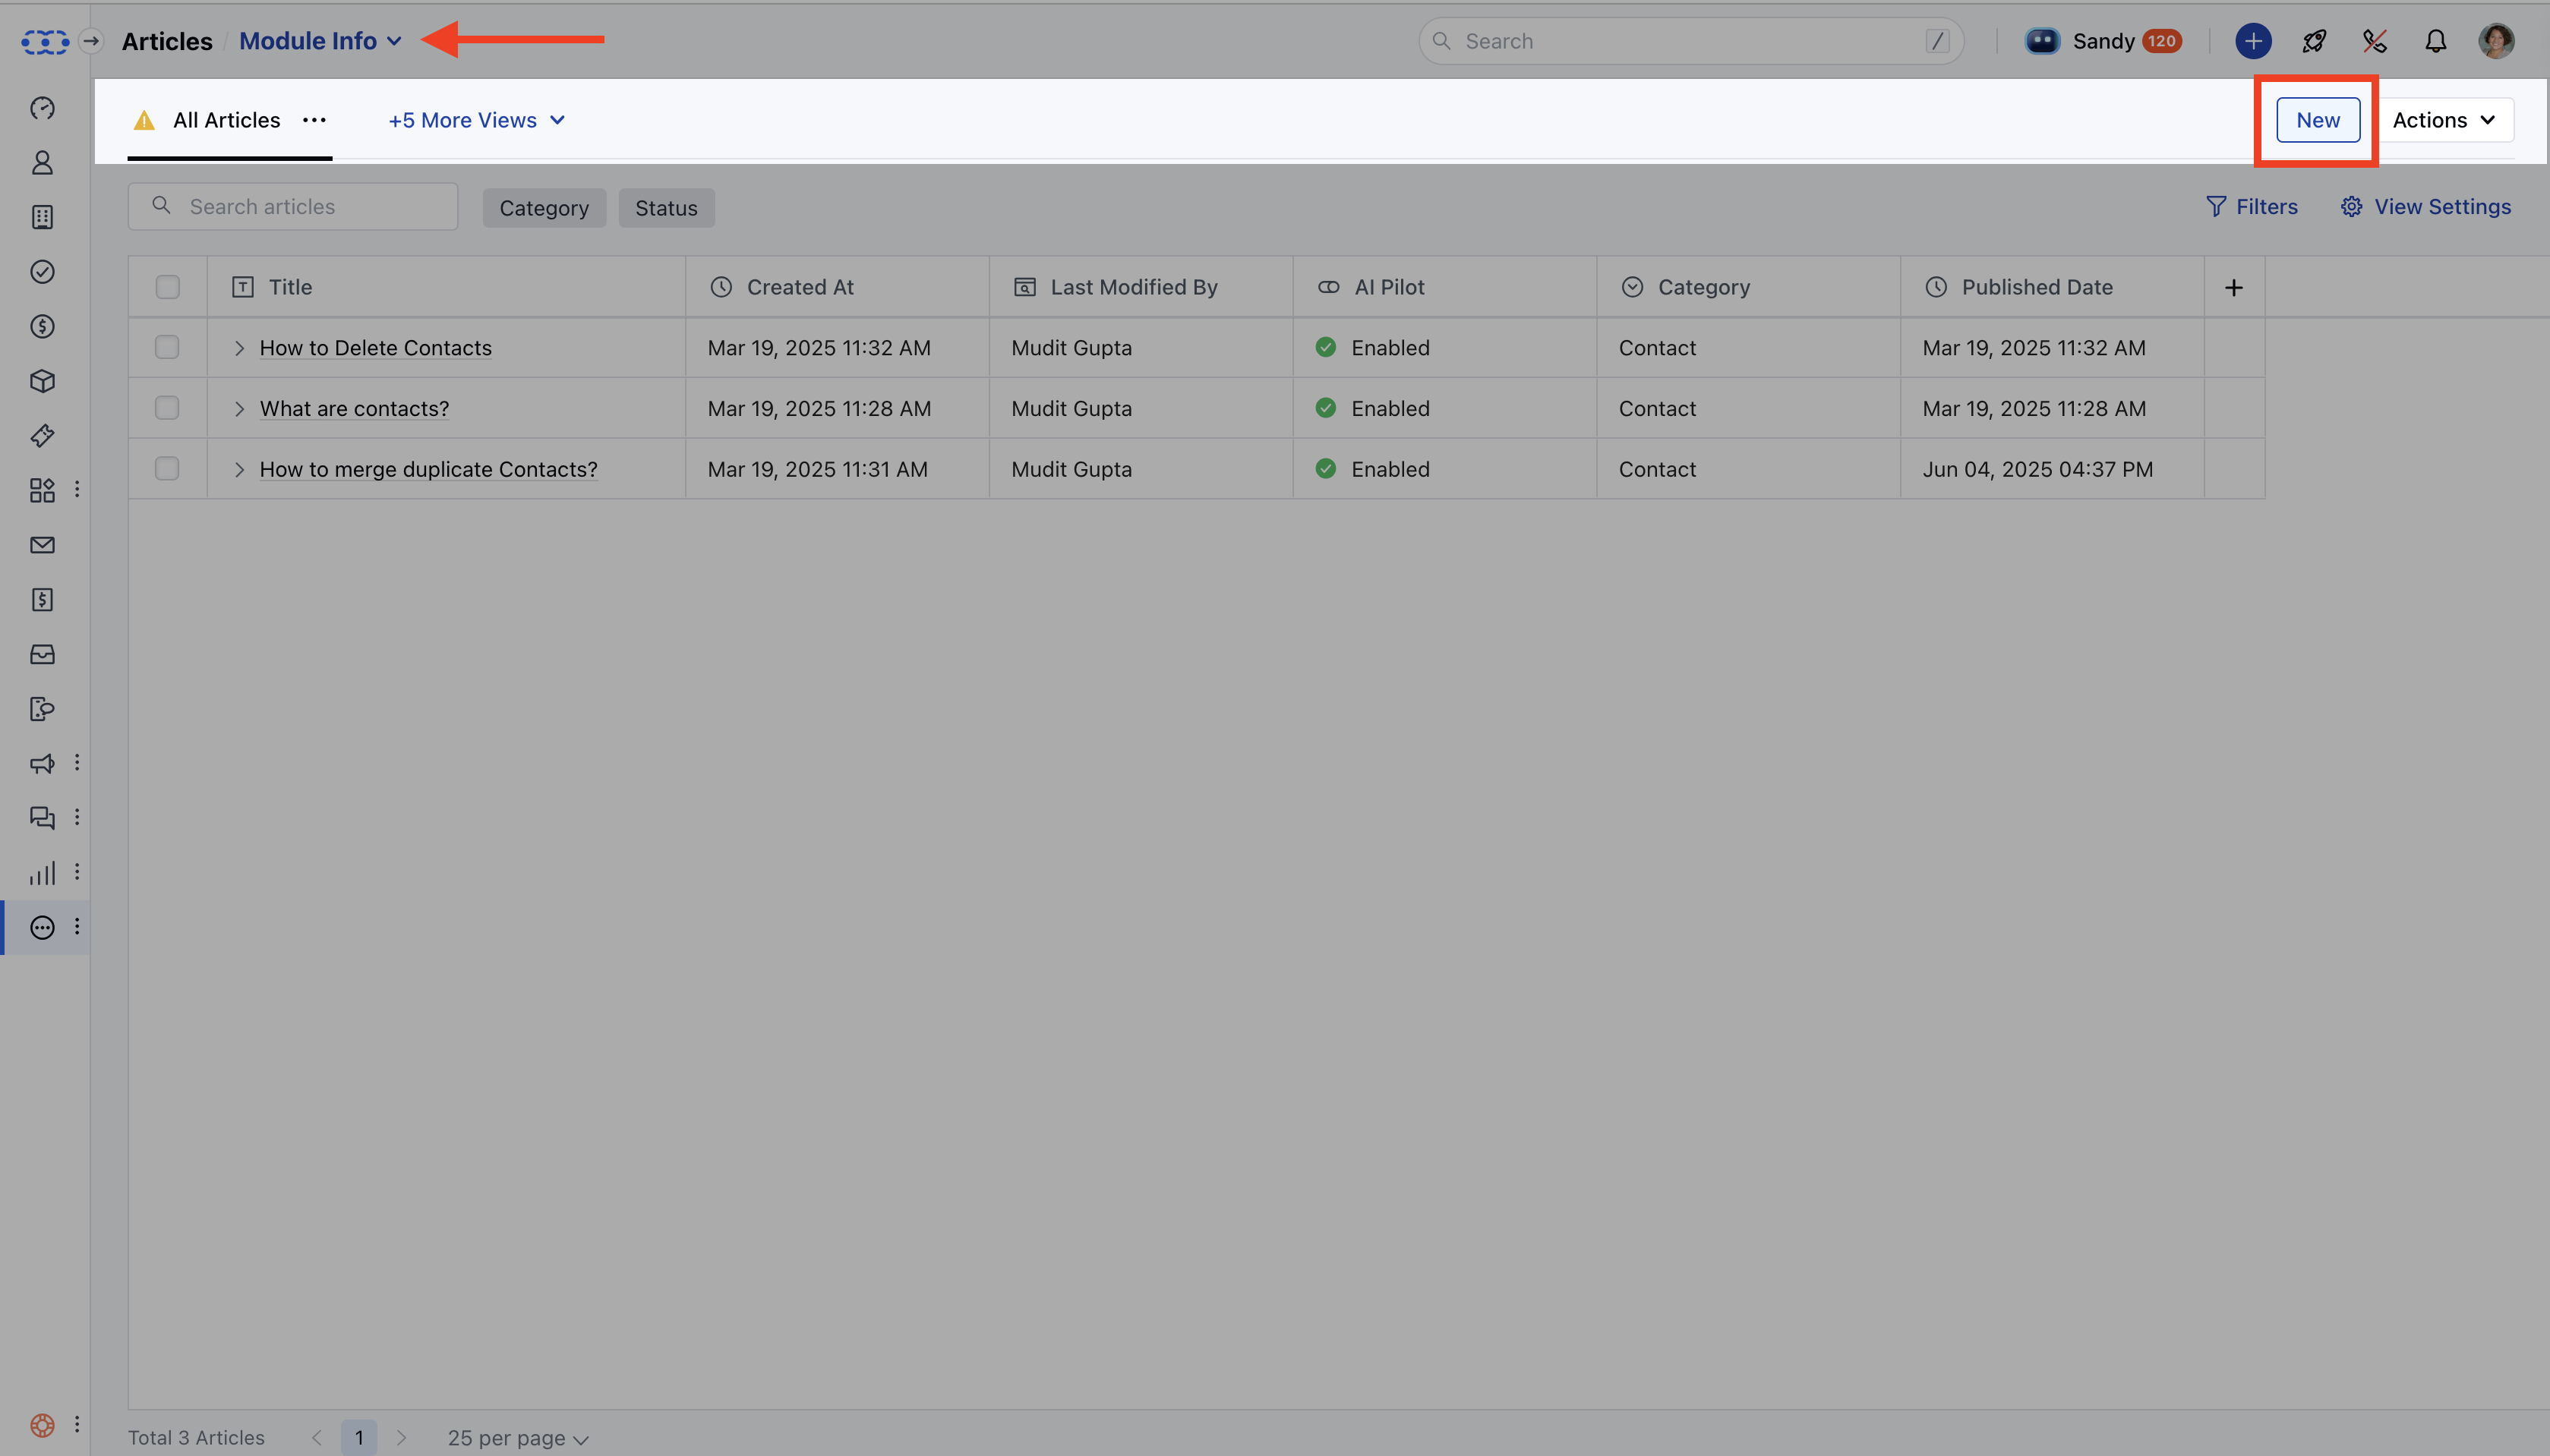 Articles / Module Info
Search /
Sandy 120
All Articles
+5 More Views
New
Actions
Search articles
Category
Status
Filters
View Settings
Title
Created At
Last Modified By
AI Pilot
Category
Published Date
How to Delete Contacts
Mar 19, 2025 11:32 AM
Mudit Gupta
Enabled
Contact
Mar 19, 2025 11:32 AM
What are contacts?
Mar 19, 2025 11:28 AM
Mudit Gupta
Enabled
Contact
Mar 19, 2025 11:28 AM
How to merge duplicate Contacts?
Mar 19, 2025 11:31 AM
Mudit Gupta
Enabled
Contact
Jun 04, 2025 04:37 PM
Total 3 Articles
1
25 per page